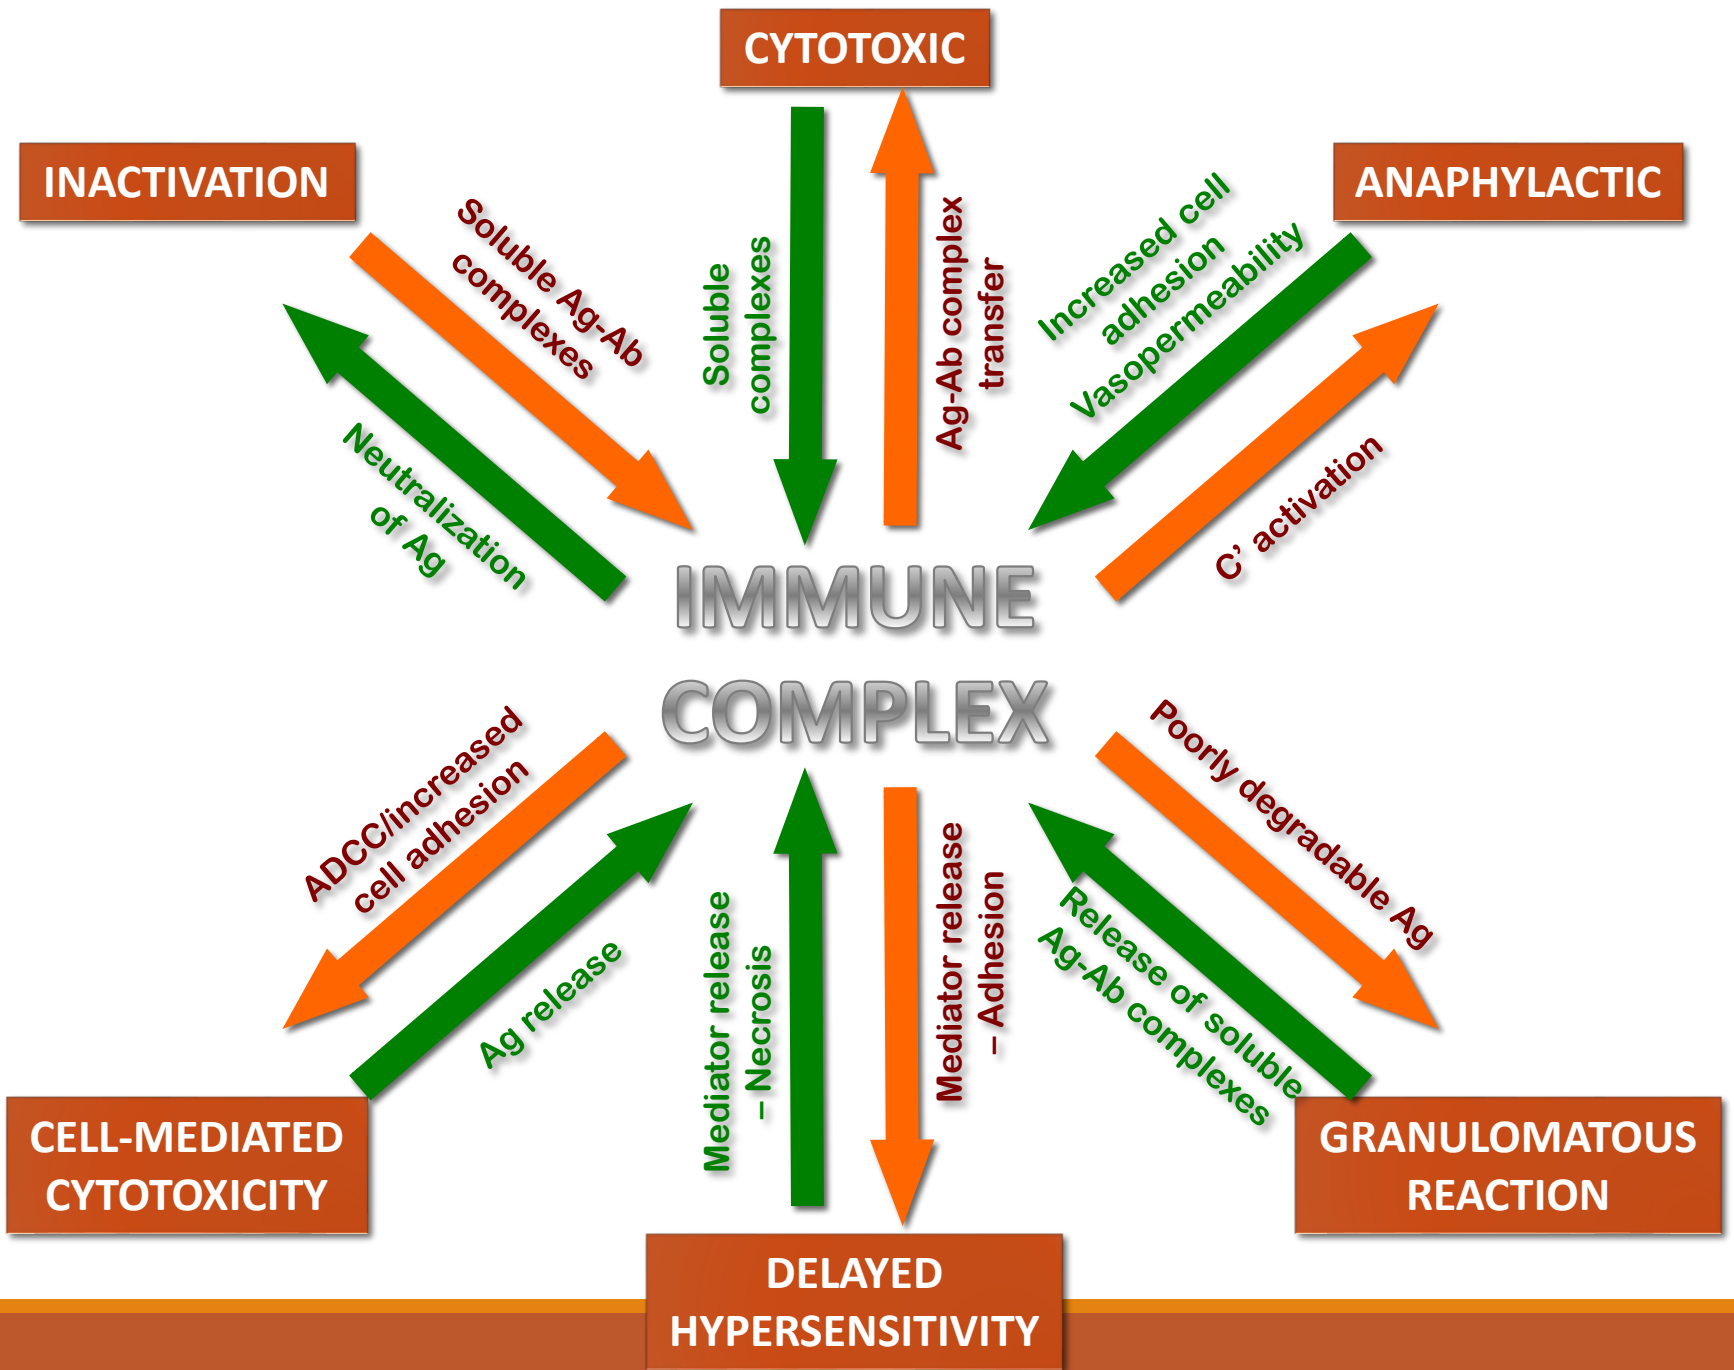 CYTOTOXIC
INACTIVATION
ANAPHYLACTIC
Soluble Ag-Ab
complexes
Neutralization
of Ag
Soluble
complexes
Ag-Ab complex
transfer
Increased cell
adhesion
Vasopermeability
C’ activation
IMMUNE
COMPLEX
ADCC/increased
cell adhesion
Ag release
Mediator release
– Necrosis
Mediator release
– Adhesion
Poorly degradable Ag
Release of soluble
Ag-Ab complexes
CELL-MEDIATED
CYTOTOXICITY
DELAYED
HYPERSENSITIVITY
GRANULOMATOUS
REACTION